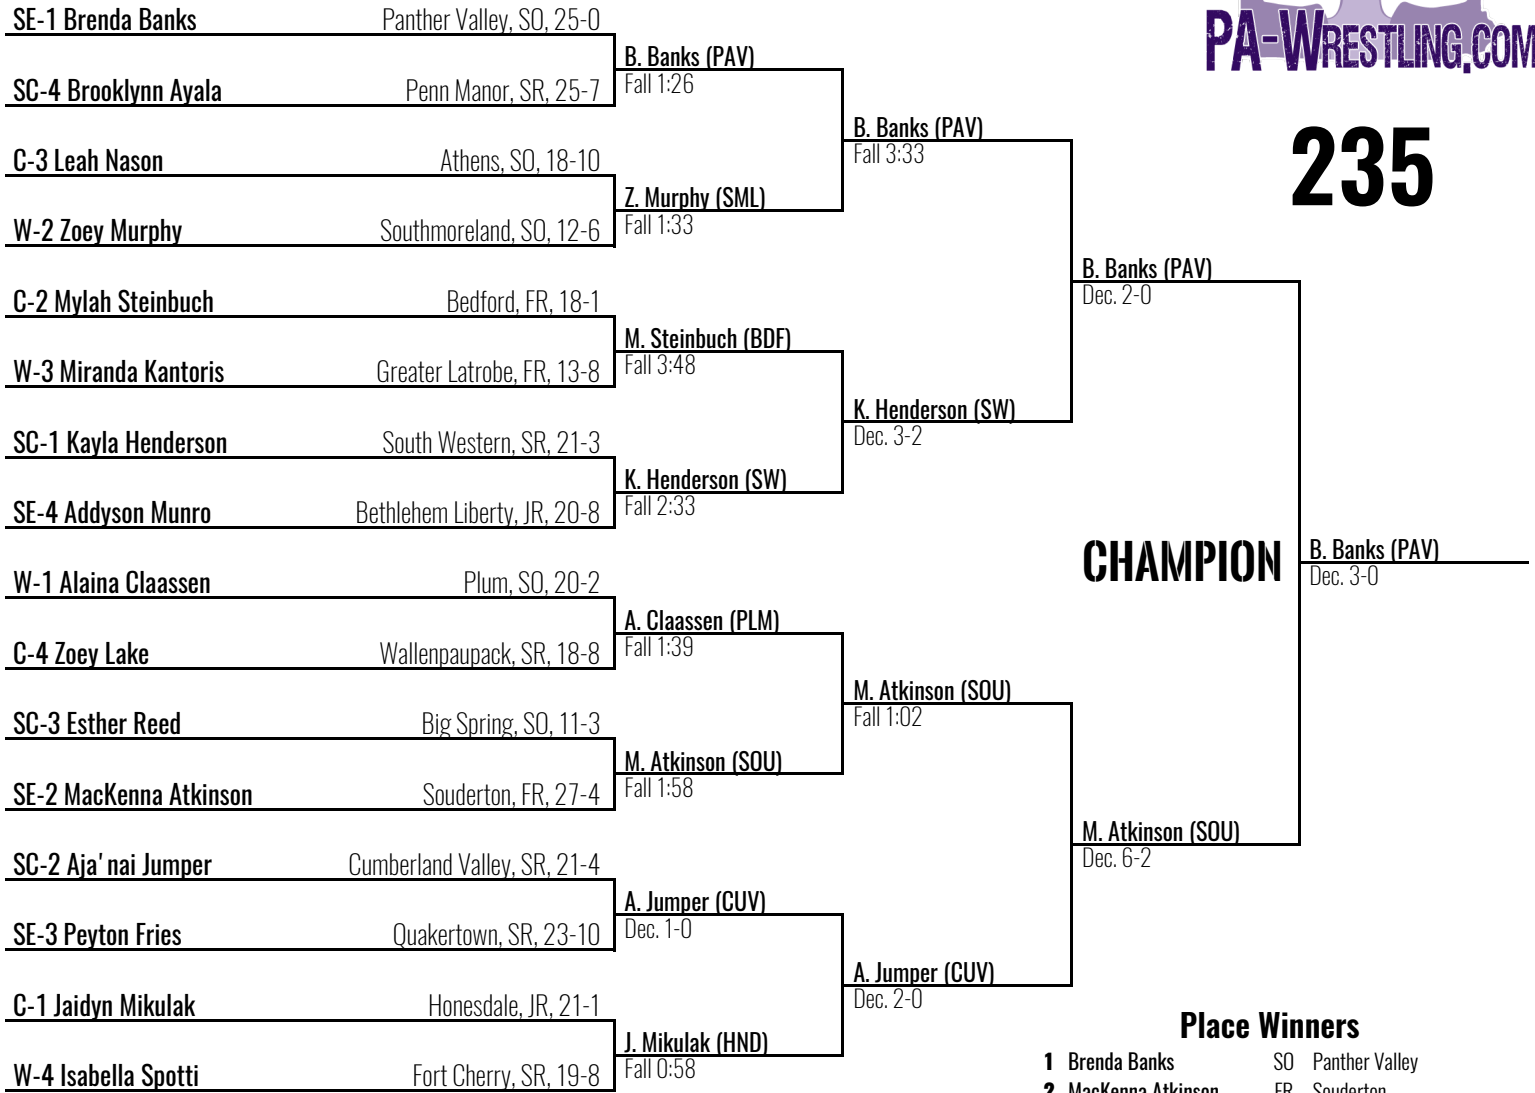 PA-WRESTLING.COM
235
SE-1 Brenda Banks Panther Valley, SO, 25-0
SC-4 Brooklynn Ayala Penn Manor, SR, 25-7
C-3 Leah Nason Athens, SO, 18-10
W-2 Zoey Murphy Southmoreland, SO, 12-6
C-2 Mylah Steinbuch Bedford, FR, 18-1
W-3 Miranda Kantoris Greater Latrobe, FR, 13-8
SC-1 Kayla Henderson South Western, SR, 21-3
SE-4 Addyson Munro Bethlehem Liberty, JR, 20-8
W-1 Alaina Claassen Plum, SO, 20-2
C-4 Zoey Lake Wallenpaupack, SR, 18-8
SC-3 Esther Reed Big Spring, SO, 11-3
SE-2 MacKenna Atkinson Souderton, FR, 27-4
SC-2 Aja'nai Jumper Cumberland Valley, SR, 21-4
SE-3 Peyton Fries Quakertown, SR, 23-10
C-1 Jaidyn Mikulak Honesdale, JR, 21-1
W-4 Isabella Spotti Fort Cherry, SR, 19-8
B. Banks (PAV)
Fall 1:26
Z. Murphy (SML)
Fall 1:33
M. Steinbuch (BDF)
Fall 3:48
K. Henderson (SW)
Fall 2:33
A. Claassen (PLM)
Fall 1:39
M. Atkinson (SOU)
Fall 1:58
A. Jumper (CUV)
Dec. 1-0
J. Mikulak (HND)
Fall 0:58
B. Banks (PAV)
Fall 3:33
K. Henderson (SW)
Dec. 3-2
M. Atkinson (SOU)
Fall 1:02
A. Jumper (CUV)
Dec. 2-0
B. Banks (PAV)
Dec. 2-0
M. Atkinson (SOU)
Dec. 6-2
CHAMPION
B. Banks (PAV)
Dec. 3-0
Place Winners
1 Brenda Banks SO Panther Valley
2 MacKenna Atkinson FR Souderton